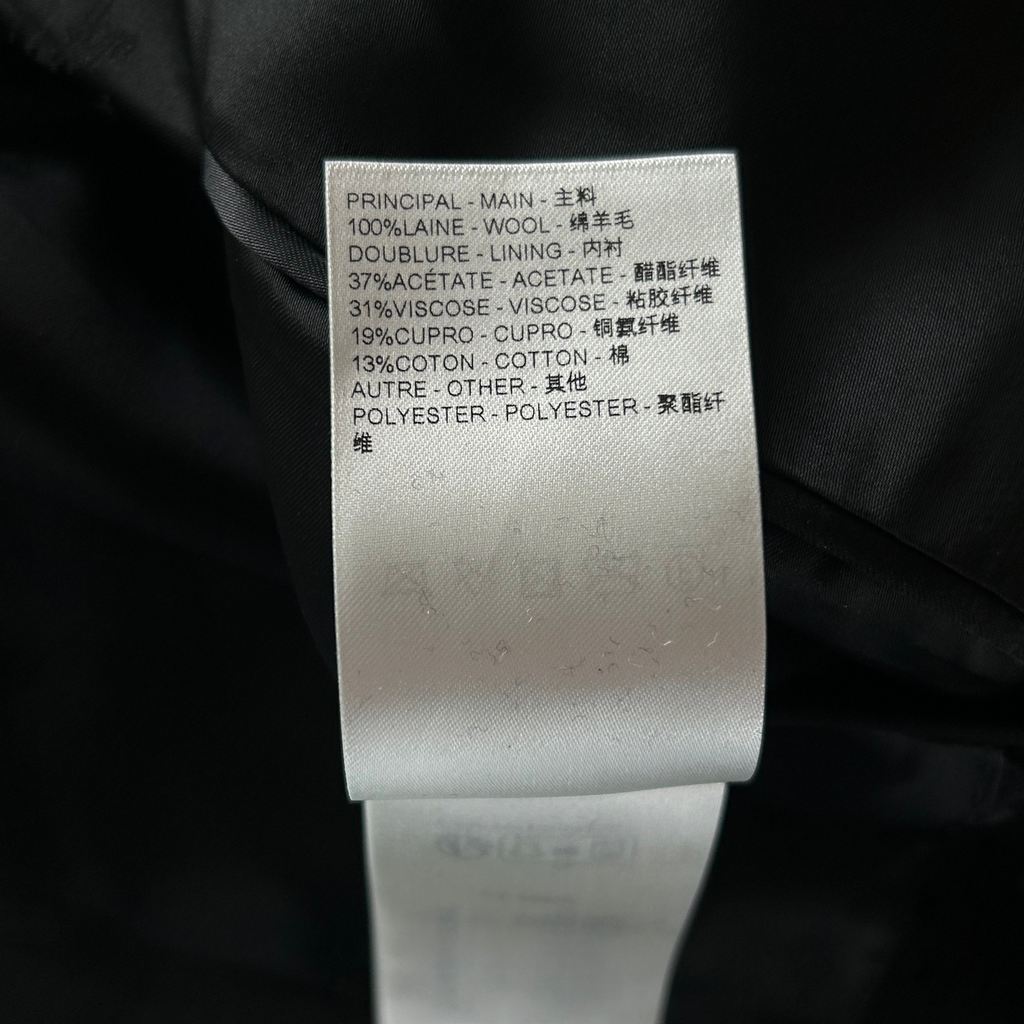 PRINCIPAL - MAIN - 主料
100%LAINE - WOOL - 绵羊毛
DOUBLURE - LINING - 内衬
37%ACÉTATE - ACETATE - 醋酯纤维
31%VISCOSE - VISCOSE - 粘胶纤维
19%CUPRO - CUPRO - 铜氨纤维
13%COTON - COTTON - 棉
AUTRE - OTHER - 其他
POLYESTER - POLYESTER - 聚酯纤
维